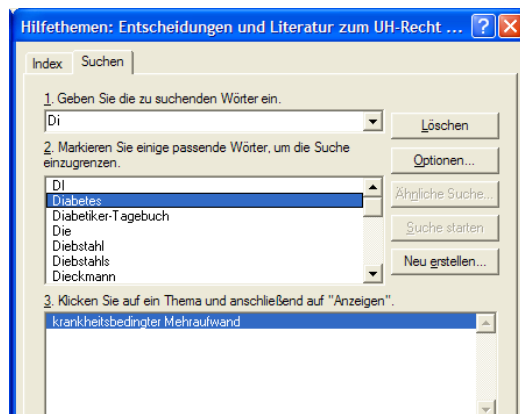 Hilfethemen: Entscheidungen und Literatur zum UH-Recht ...
Index
Suchen
1. Geben Sie die zu suchenden Wörter ein.
Di
Löschen
2. Markieren Sie einige passende Wörter, um die Suche
einzugrenzen.
Optionen...
DI
Diabetes
Diabetiker-Tagebuch
Die
Diebstahl
Diebstahls
Dieckmann
Ähnliche Suche...
Suche starten
Neu erstellen...
3. Klicken Sie auf ein Thema und anschließend auf "Anzeigen".
krankheitsbedingter Mehraufwand